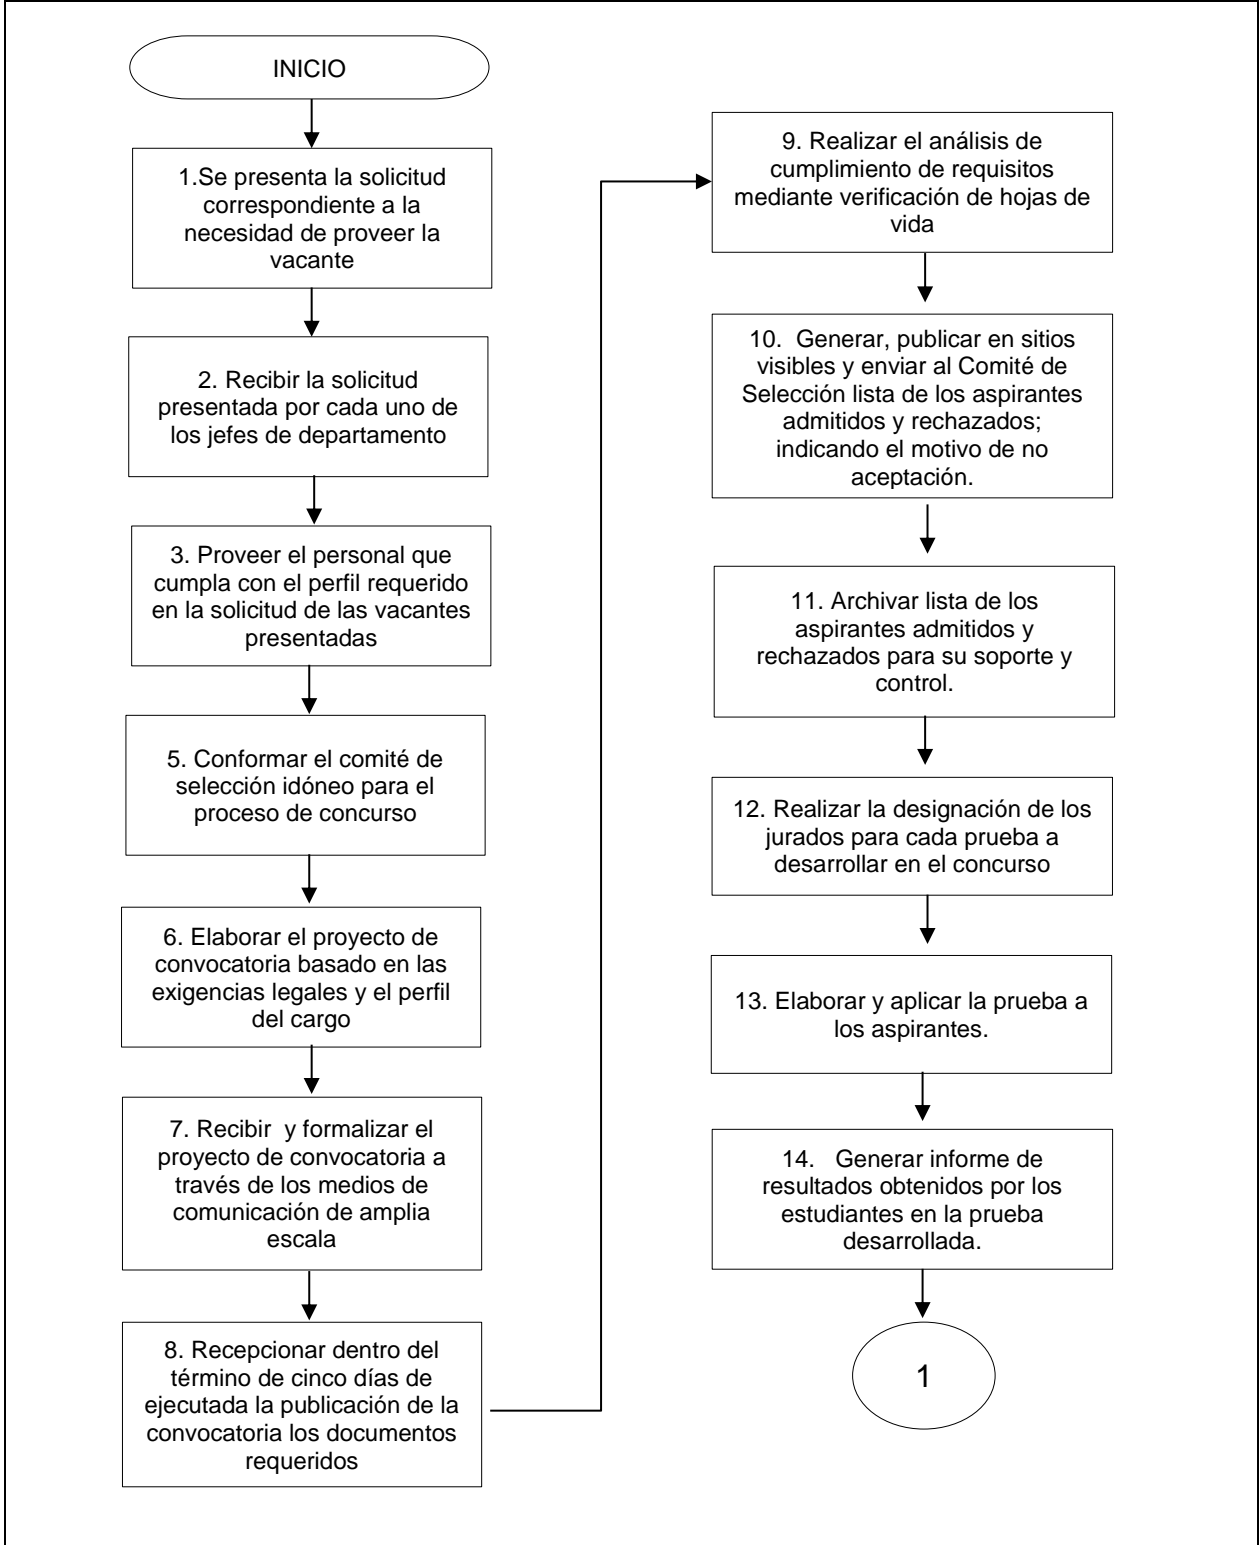 INICIO
1.Se presenta la solicitud
correspondiente a la
necesidad de proveer la
vacante
2. Recibir la solicitud
presentada por cada uno de
los jefes de departamento
3. Proveer el personal que
cumpla con el perfil requerido
en la solicitud de las vacantes
presentadas
5. Conformar el comité de
selección idóneo para el
proceso de concurso
6. Elaborar el proyecto de
convocatoria basado en las
exigencias legales y el perfil
del cargo
7. Recibir  y formalizar el
proyecto de convocatoria a
través de los medios de
comunicación de amplia
escala
8. Recepcionar dentro del
término de cinco días de
ejecutada la publicación de la
convocatoria los documentos
requeridos
9. Realizar el análisis de
cumplimiento de requisitos
mediante verificación de hojas de
vida
10.  Generar, publicar en sitios
visibles y enviar al Comité de
Selección lista de los aspirantes
admitidos y rechazados;
indicando el motivo de no
aceptación.
11. Archivar lista de los
aspirantes admitidos y
rechazados para su soporte y
control.
12. Realizar la designación de los
jurados para cada prueba a
desarrollar en el concurso
13. Elaborar y aplicar la prueba a
los aspirantes.
14.   Generar informe de
resultados obtenidos por los
estudiantes en la prueba
desarrollada.
1